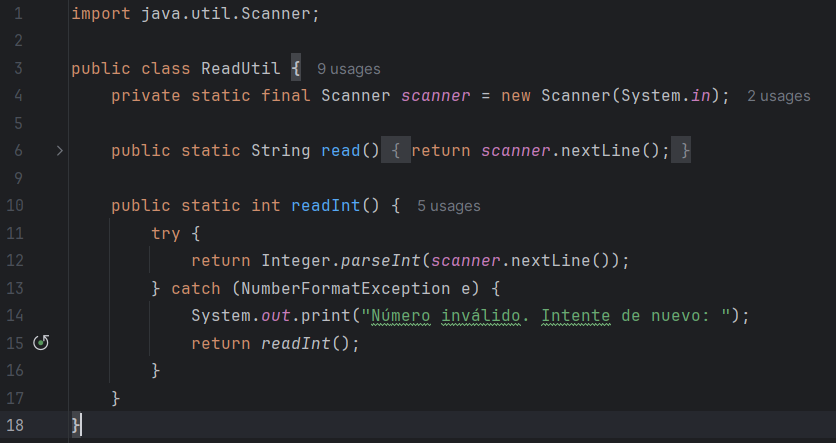 1 import java.util.Scanner;
2
3 public class ReadUtil { 9 usages
4     private static final Scanner scanner = new Scanner(System.in); 2 usages
5
6     public static String read() { return scanner.nextLine(); }
9
10     public static int readInt() { 5 usages
11         try {
12             return Integer.parseInt(scanner.nextLine());
13         } catch (NumberFormatException e) {
14             System.out.print("Número inválido. Intente de nuevo: ");
15             return readInt();
16         }
17     }
18 }